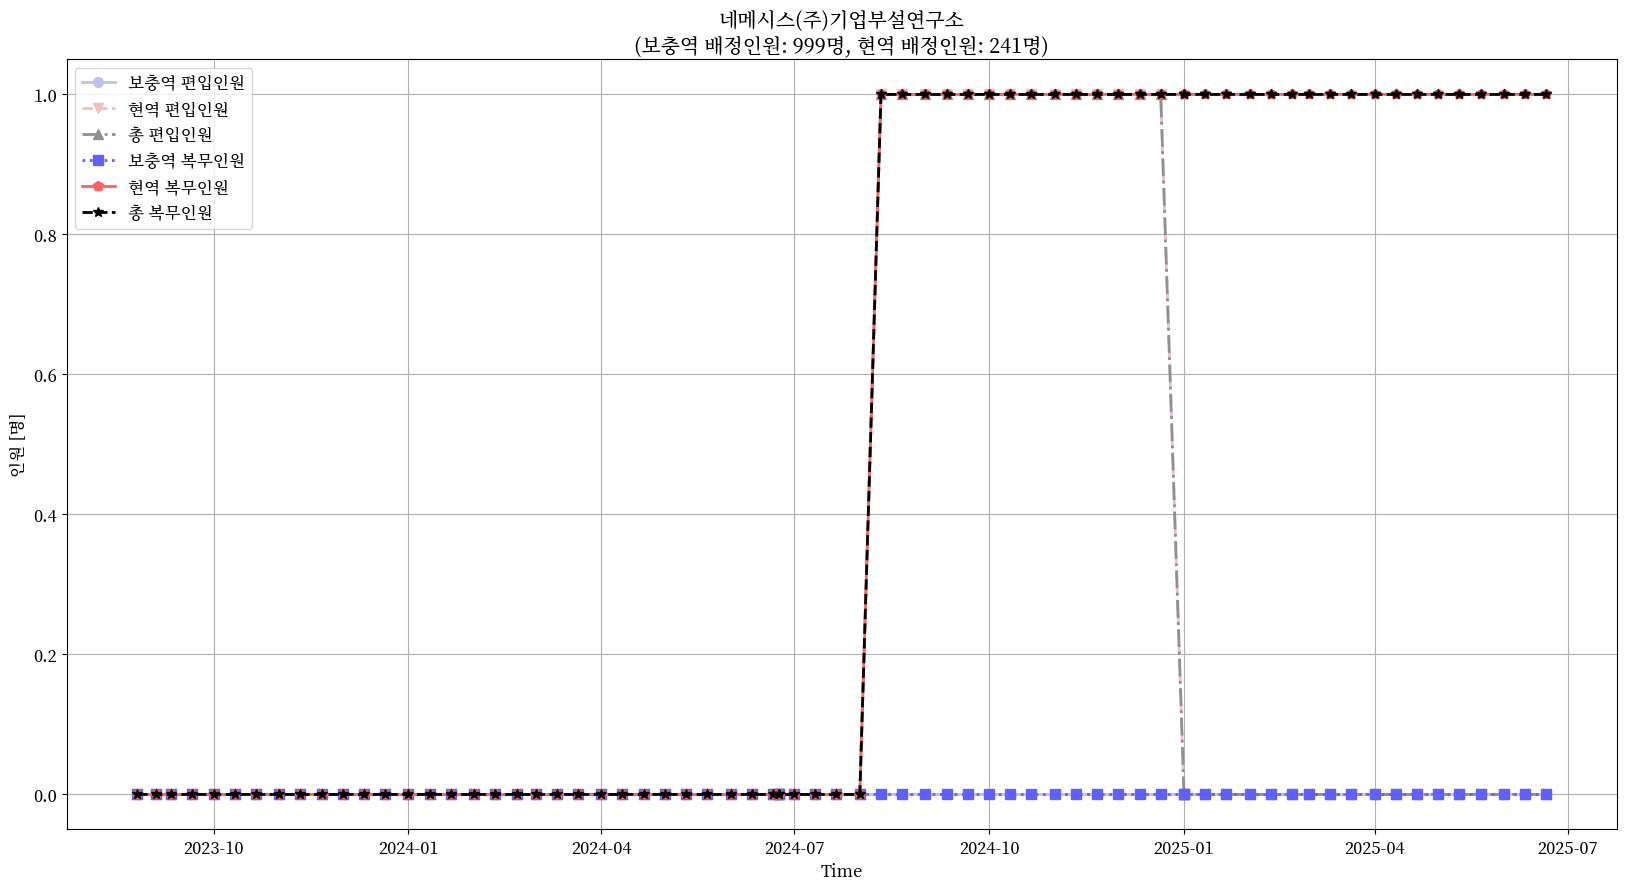 네메시스(주)기업부설연구소
(보충역 배정인원: 999명, 현역 배정인원: 241명)
보충역 편입인원
현역 편입인원
총 편입인원
보충역 복무인원
현역 복무인원
총 복무인원
인원 [명]
1.0
0.8
0.6
0.4
0.2
0.0
2023-10
2024-01
2024-04
2024-07
2024-10
2025-01
2025-04
2025-07
Time